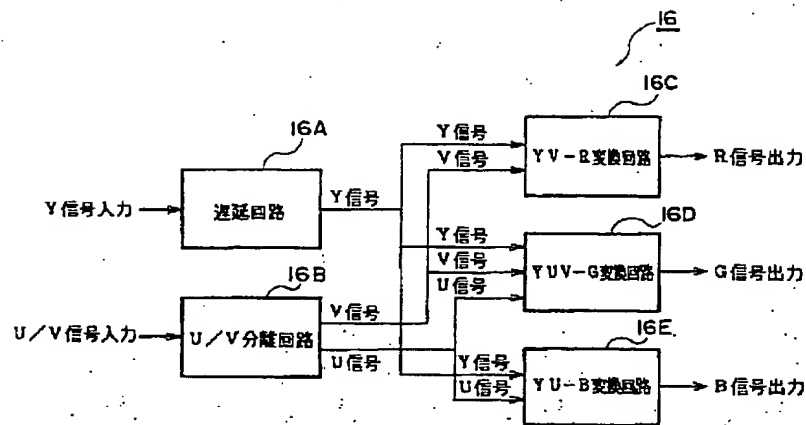 16
16C
16A
Y信号
V信号
YV-R変換回路
R信号出力
Y信号入力
遅延回路
Y信号
16D
Y信号
V信号
U信号
YUV-G変換回路
G信号出力
16B
U/V信号入力
U/V分離回路
V信号
U信号
16E
Y信号
U信号
YU-B変換回路
B信号出力